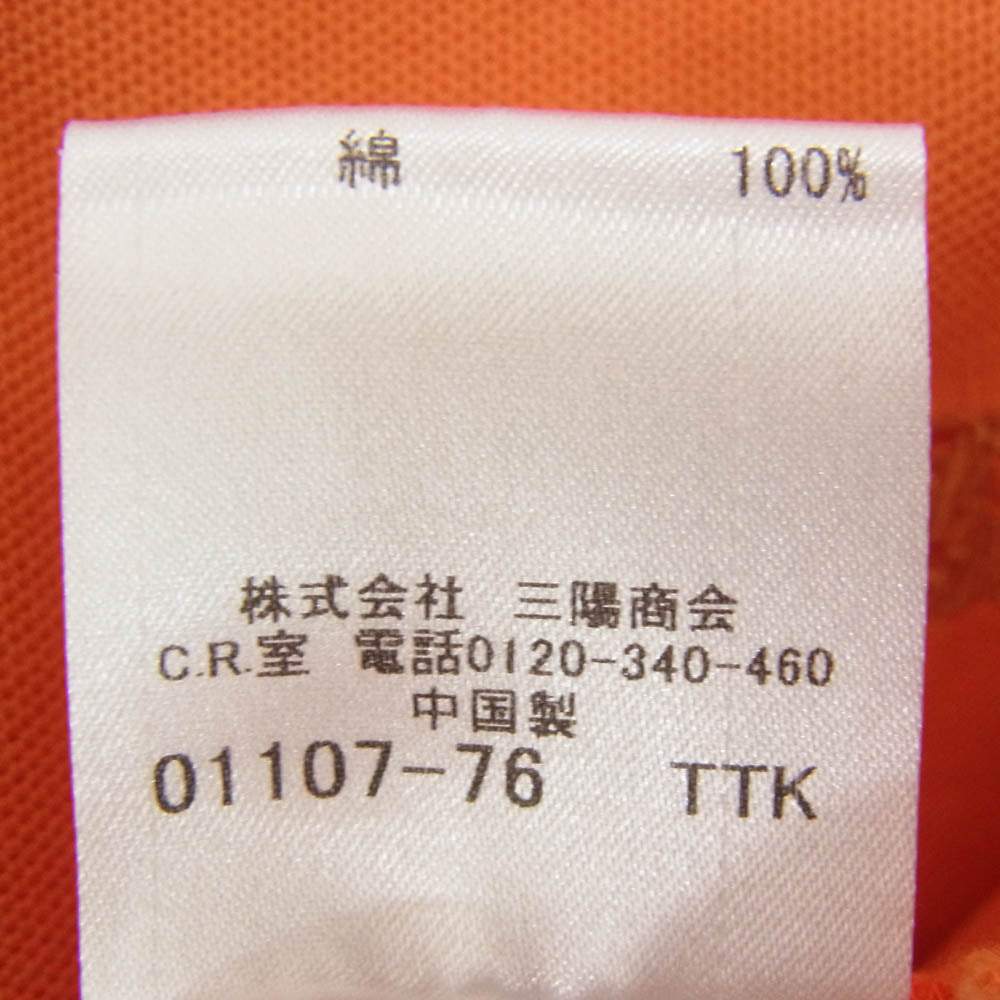 綿 100%
株式会社 三陽商会
C.R.室 電話0120-340-460
中国製
01107-76 TTK